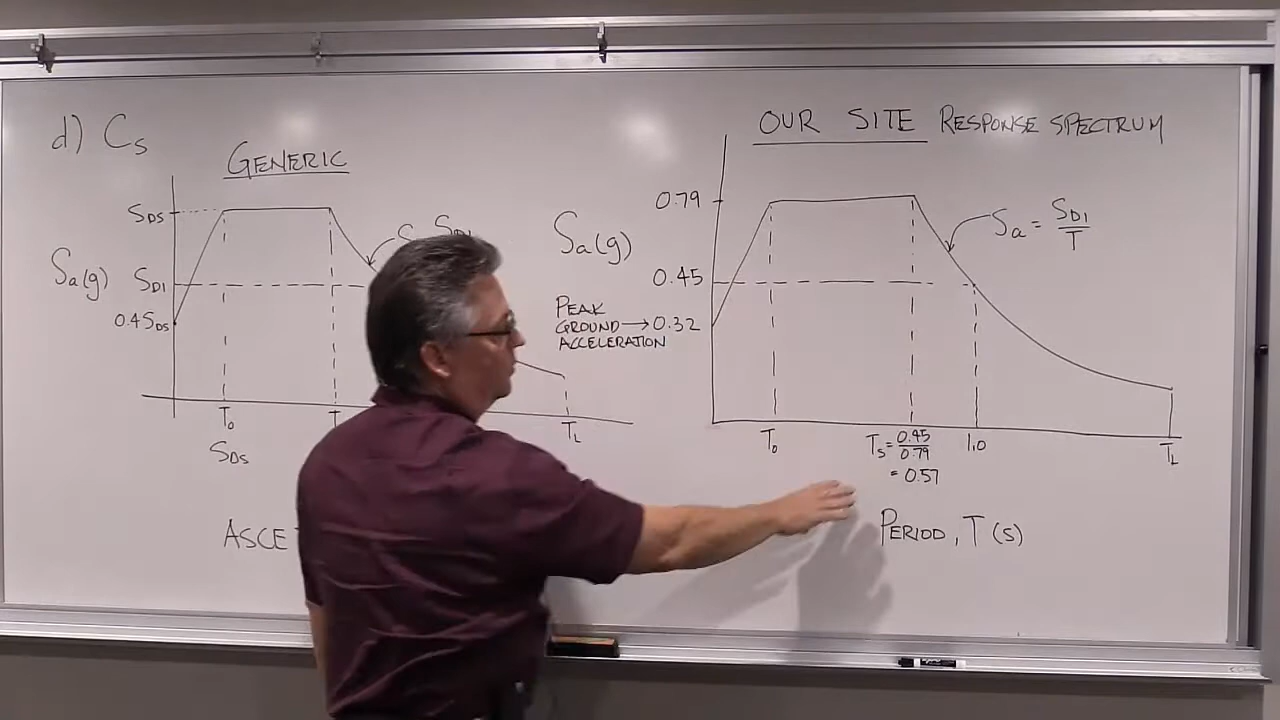 d) Cs
GENERIC
SDS
Sa(g)
SD1
0.4SDS
T0
TL
SDS
ASCE
OUR SITE RESPONSE SPECTRUM
0.79
Sa(g)
0.45
PEAK
GROUND → 0.32
ACCELERATION
Sa = SD1/T
T0
Ts = 0.45/0.79
= 0.57
1.0
TL
PERIOD, T (s)